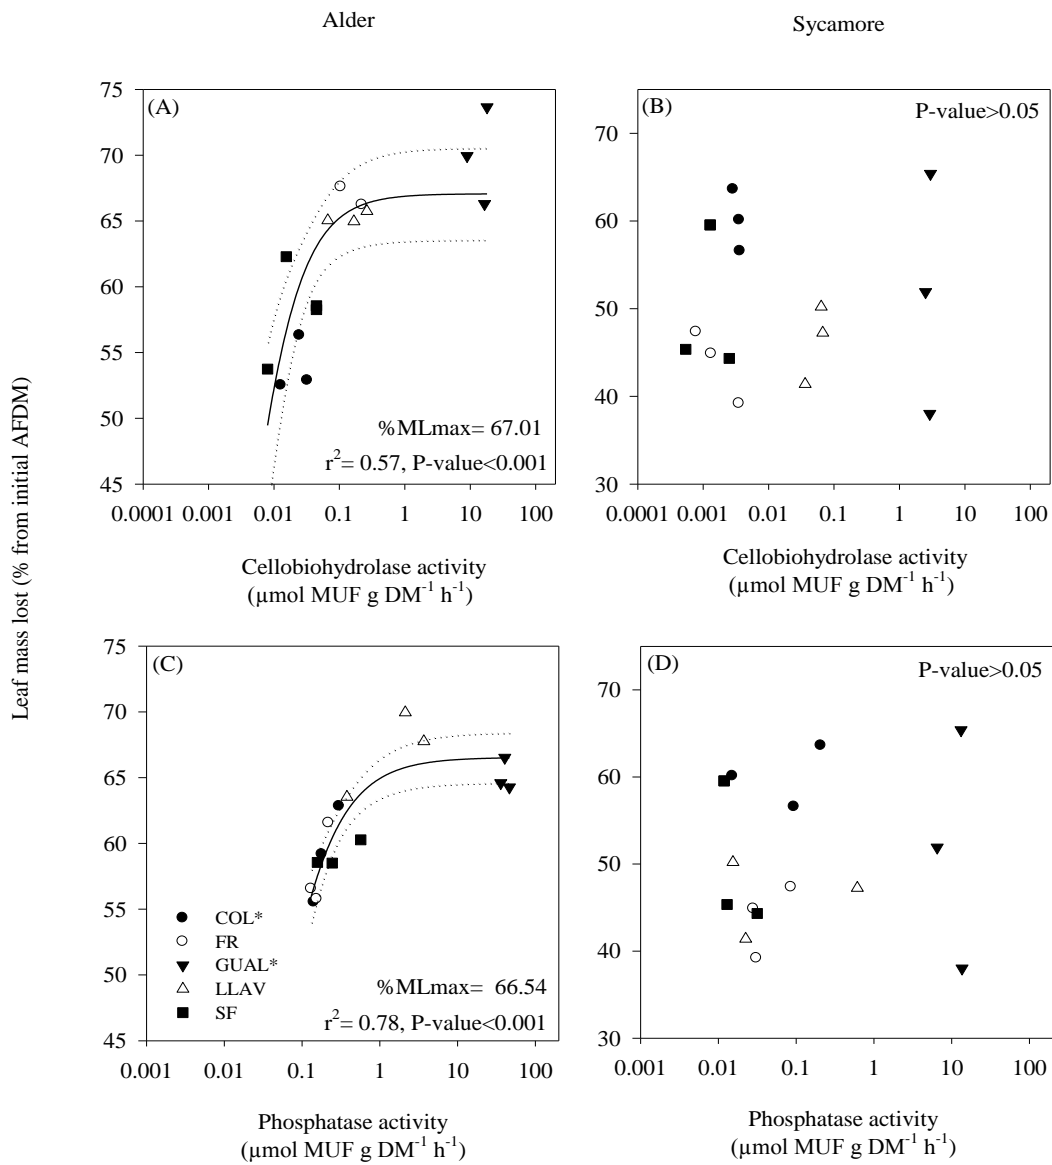 Alder
Sycamore
Leaf mass lost (% from initial AFDM)
(A)
75
70
65
60
55
50
45
%MLmax= 67.01
r²= 0.57, P-value<0.001
0.0001 0.001 0.01 0.1 1 10 100
Cellobiohydrolase activity
(µmol MUF g DM⁻¹ h⁻¹)
(B)
P-value>0.05
70
60
50
40
30
0.0001 0.001 0.01 0.1 1 10 100
Cellobiohydrolase activity
(µmol MUF g DM⁻¹ h⁻¹)
(C)
75
70
65
60
55
50
45
COL*
FR
GUAL*
LLAV
SF
%MLmax= 66.54
r²= 0.78, P-value<0.001
0.001 0.01 0.1 1 10 100
Phosphatase activity
(µmol MUF g DM⁻¹ h⁻¹)
(D)
P-value>0.05
70
60
50
40
30
0.001 0.01 0.1 1 10 100
Phosphatase activity
(µmol MUF g DM⁻¹ h⁻¹)